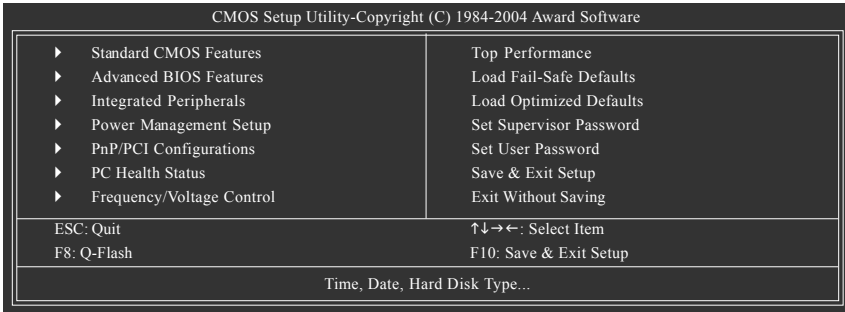 CMOS Setup Utility-Copyright (C) 1984-2004 Award Software
Standard CMOS Features
Advanced BIOS Features
Integrated Peripherals
Power Management Setup
PnP/PCI Configurations
PC Health Status
Frequency/Voltage Control
Top Performance
Load Fail-Safe Defaults
Load Optimized Defaults
Set Supervisor Password
Set User Password
Save & Exit Setup
Exit Without Saving
ESC: Quit
↑↓→←: Select Item
F8: Q-Flash
F10: Save & Exit Setup
Time, Date, Hard Disk Type...